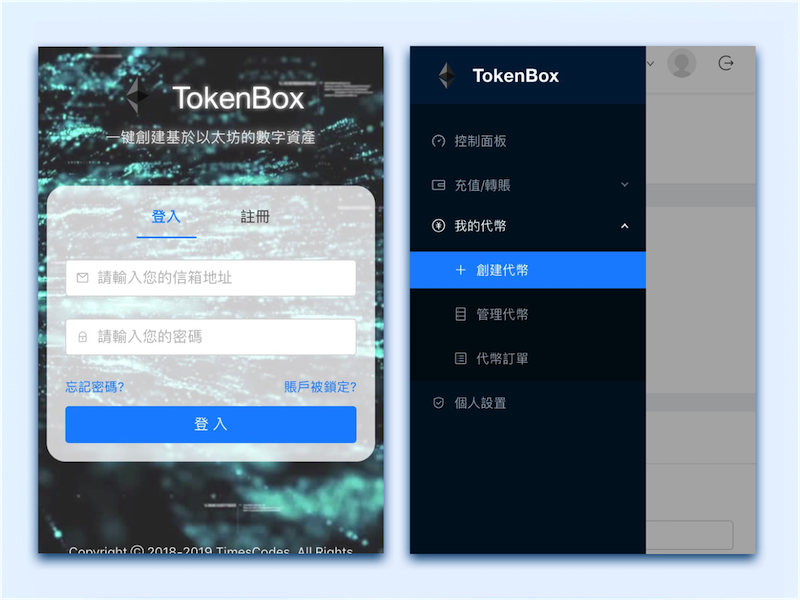 TokenBox
一键創建基於以太坊的數字資產
登入
註冊
請輸入您的信箱地址
請輸入您的密碼
忘記密碼?
賬戶被鎖定?
登入
Copyright © 2018-2019 TimesCodes. All Rights
TokenBox
控制面板
充值/轉賬
我的代幣
創建代幣
管理代幣
代幣訂單
個人設置